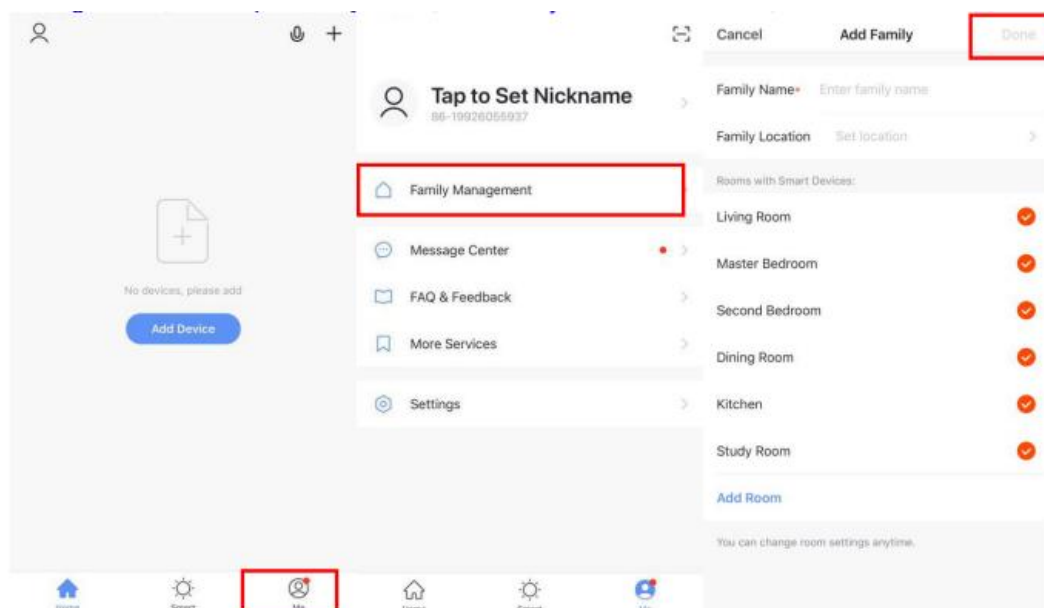 No devices, please add
Add Device
Home
Smart
Me
Tap to Set Nickname
86-19926055937
Family Management
Message Center
FAQ & Feedback
More Services
Settings
Home
Smart
Me
Cancel
Add Family
Done
Family Name*
Enter family name
Family Location
Set location
Rooms with Smart Devices:
Living Room
Master Bedroom
Second Bedroom
Dining Room
Kitchen
Study Room
Add Room
You can change room settings anytime.